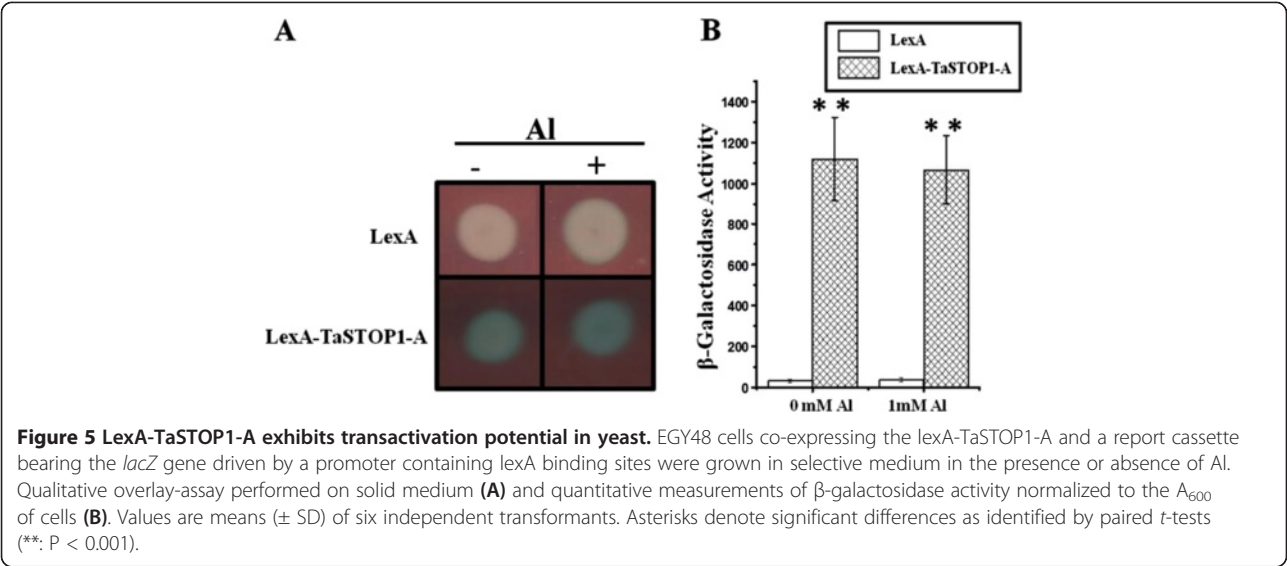 A
Al
- +
LexA
LexA-TaSTOP1-A
B
LexA
LexA-TaSTOP1-A
β-Galactosidase Activity
1400
1200
1000
800
600
400
200
0
* *
* *
0 mM Al 1mM Al
Figure 5 LexA-TaSTOP1-A exhibits transactivation potential in yeast. EGY48 cells co-expressing the lexA-TaSTOP1-A and a report cassette
bearing the lacZ gene driven by a promoter containing lexA binding sites were grown in selective medium in the presence or absence of Al.
Qualitative overlay-assay performed on solid medium (A) and quantitative measurements of β-galactosidase activity normalized to the A600
of cells (B). Values are means (± SD) of six independent transformants. Asterisks denote significant differences as identified by paired t-tests
(**: P < 0.001).